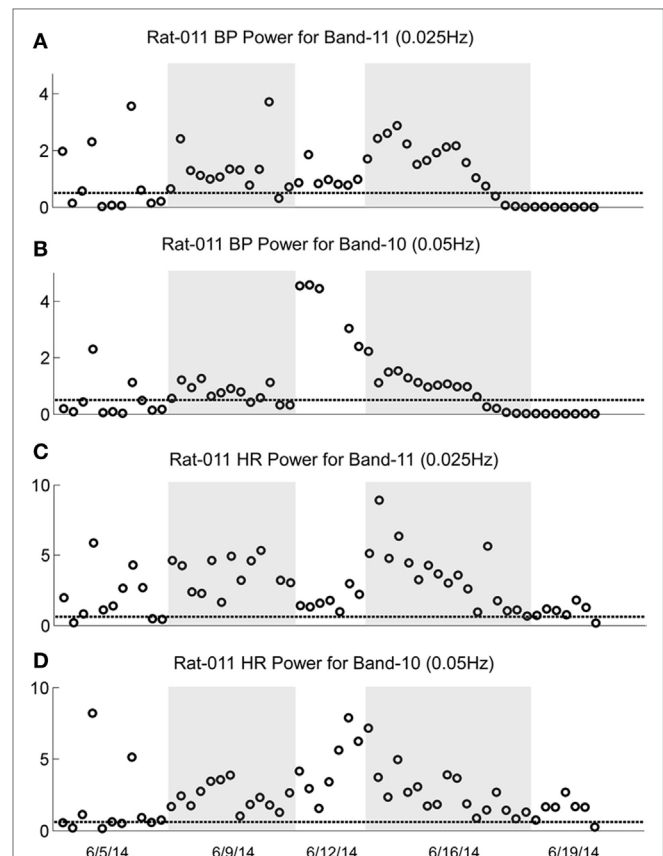 A
Rat-011 BP Power for Band-11 (0.025Hz)
4
2
0
B
Rat-011 BP Power for Band-10 (0.05Hz)
4
2
0
C
Rat-011 HR Power for Band-11 (0.025Hz)
10
5
0
D
Rat-011 HR Power for Band-10 (0.05Hz)
10
5
0
6/5/14 6/9/14 6/12/14 6/16/14 6/19/14